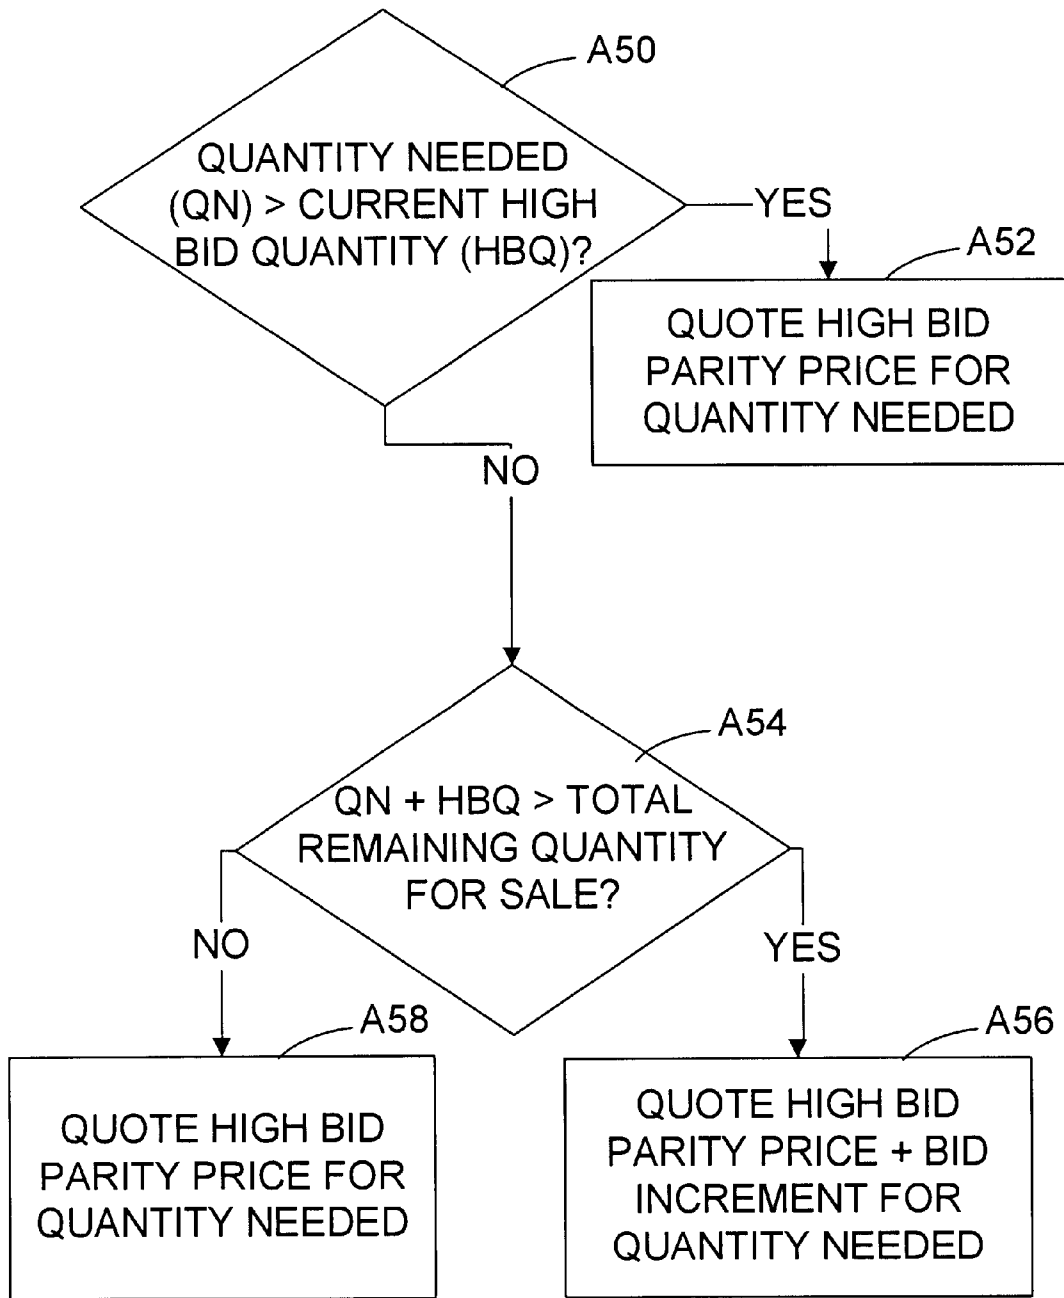 A50
QUANTITY NEEDED
(QN) > CURRENT HIGH
BID QUANTITY (HBQ)?
YES
A52
QUOTE HIGH BID
PARITY PRICE FOR
QUANTITY NEEDED
NO
A54
QN + HBQ > TOTAL
REMAINING QUANTITY
FOR SALE?
NO
YES
A58
QUOTE HIGH BID
PARITY PRICE FOR
QUANTITY NEEDED
A56
QUOTE HIGH BID
PARITY PRICE + BID
INCREMENT FOR
QUANTITY NEEDED